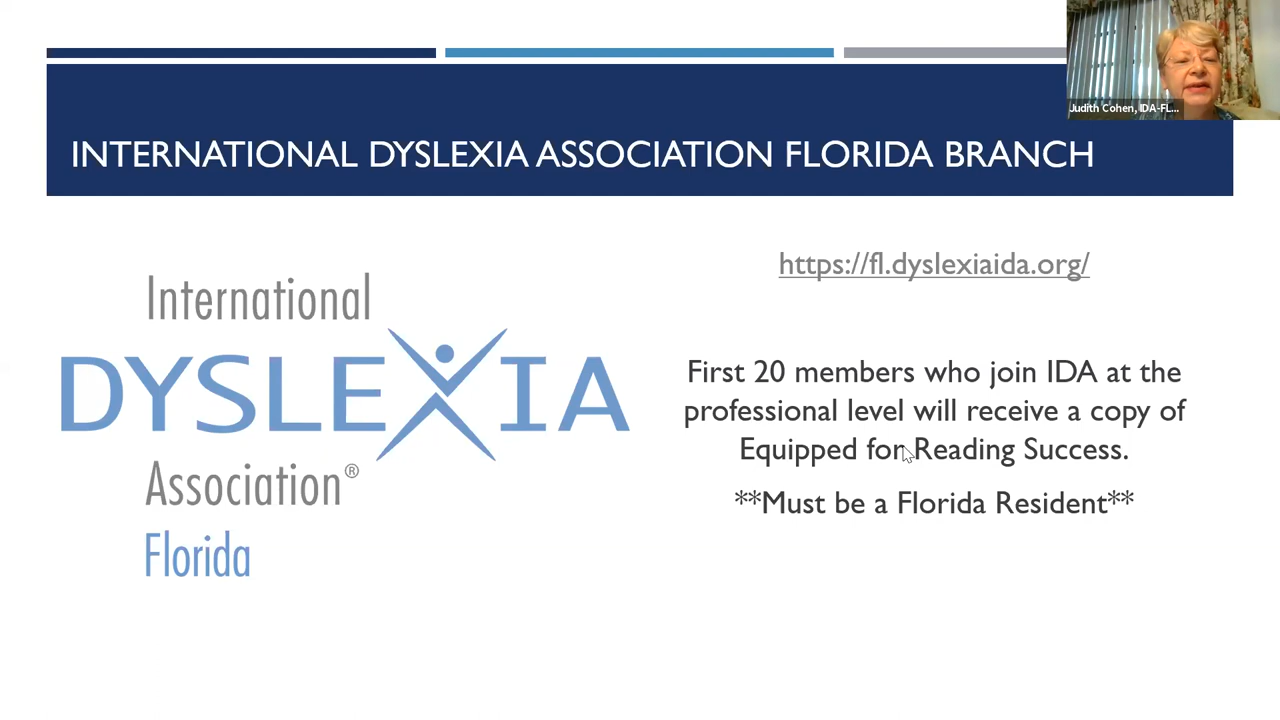 Judith Cohen, IDA-FL...
INTERNATIONAL DYSLEXIA ASSOCIATION FLORIDA BRANCH
International
DYSLEXIA
Association®
Florida
https://fl.dyslexiaida.org/
First 20 members who join IDA at the
professional level will receive a copy of
Equipped for Reading Success.
**Must be a Florida Resident**